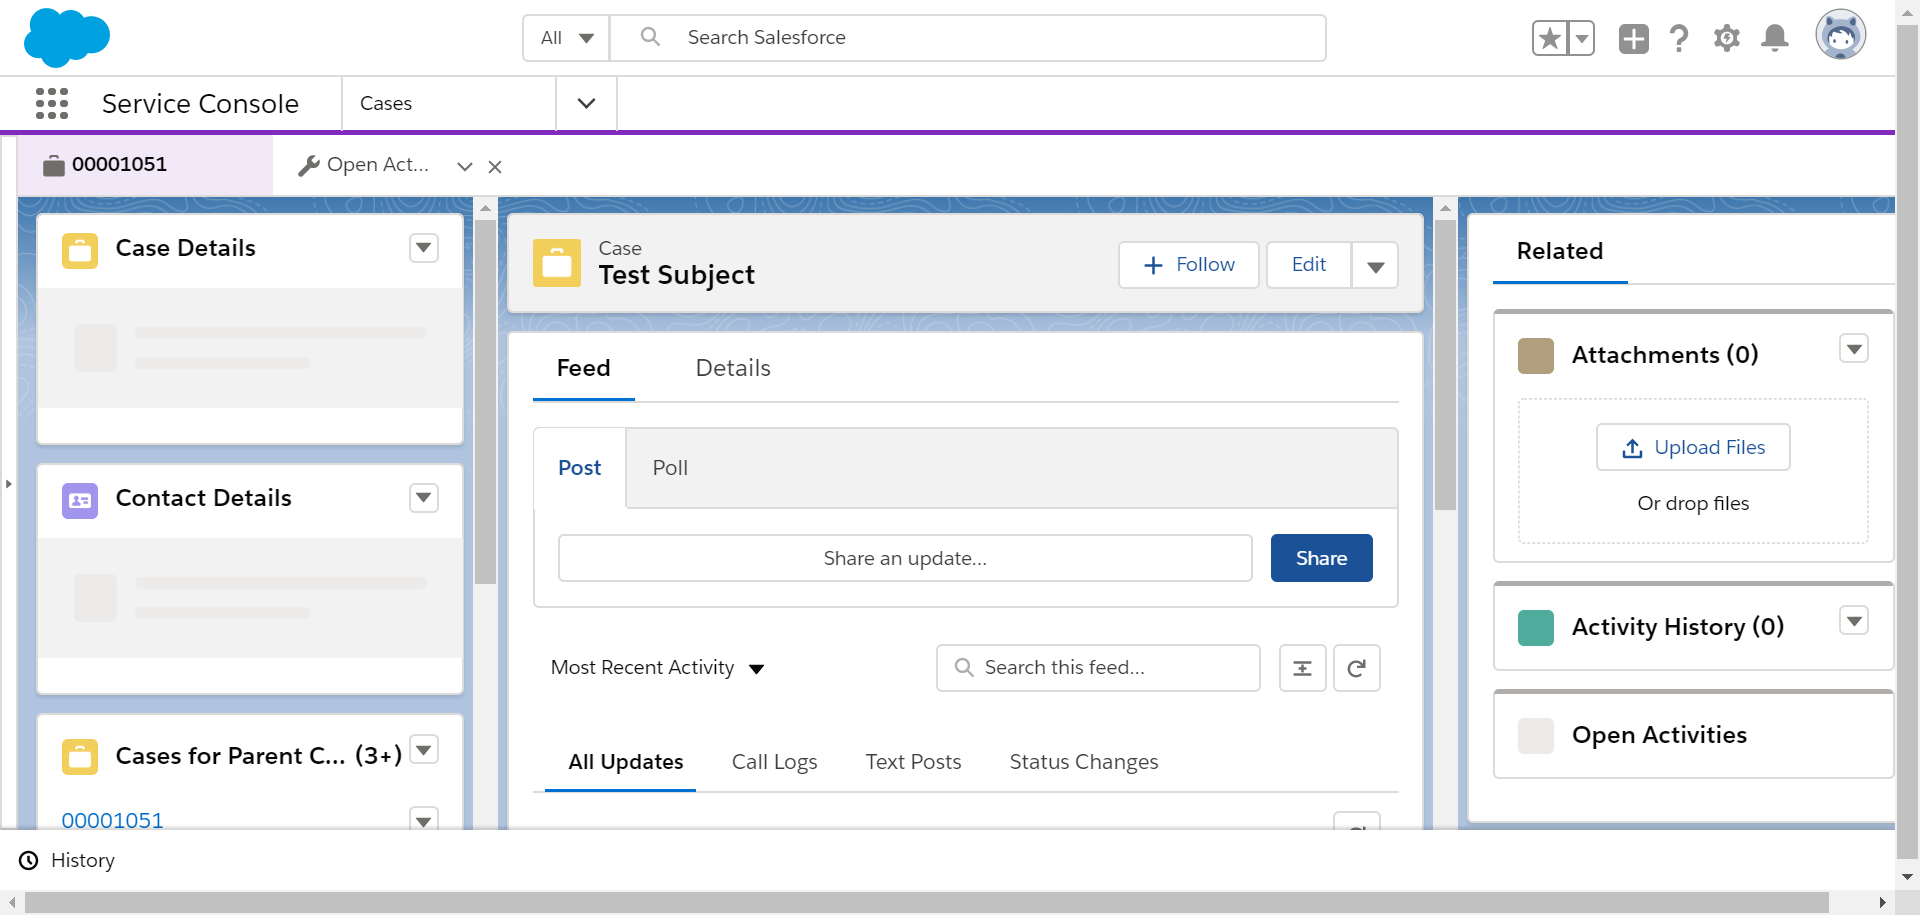 All
Search Salesforce
Service Console
Cases
00001051
Open Act...
Case Details
Contact Details
Cases for Parent C... (3+)
00001051
Case
Test Subject
Follow
Edit
Feed
Details
Post
Poll
Share an update...
Share
Most Recent Activity
Search this feed...
All Updates
Call Logs
Text Posts
Status Changes
Related
Attachments (0)
Upload Files
Or drop files
Activity History (0)
Open Activities
History